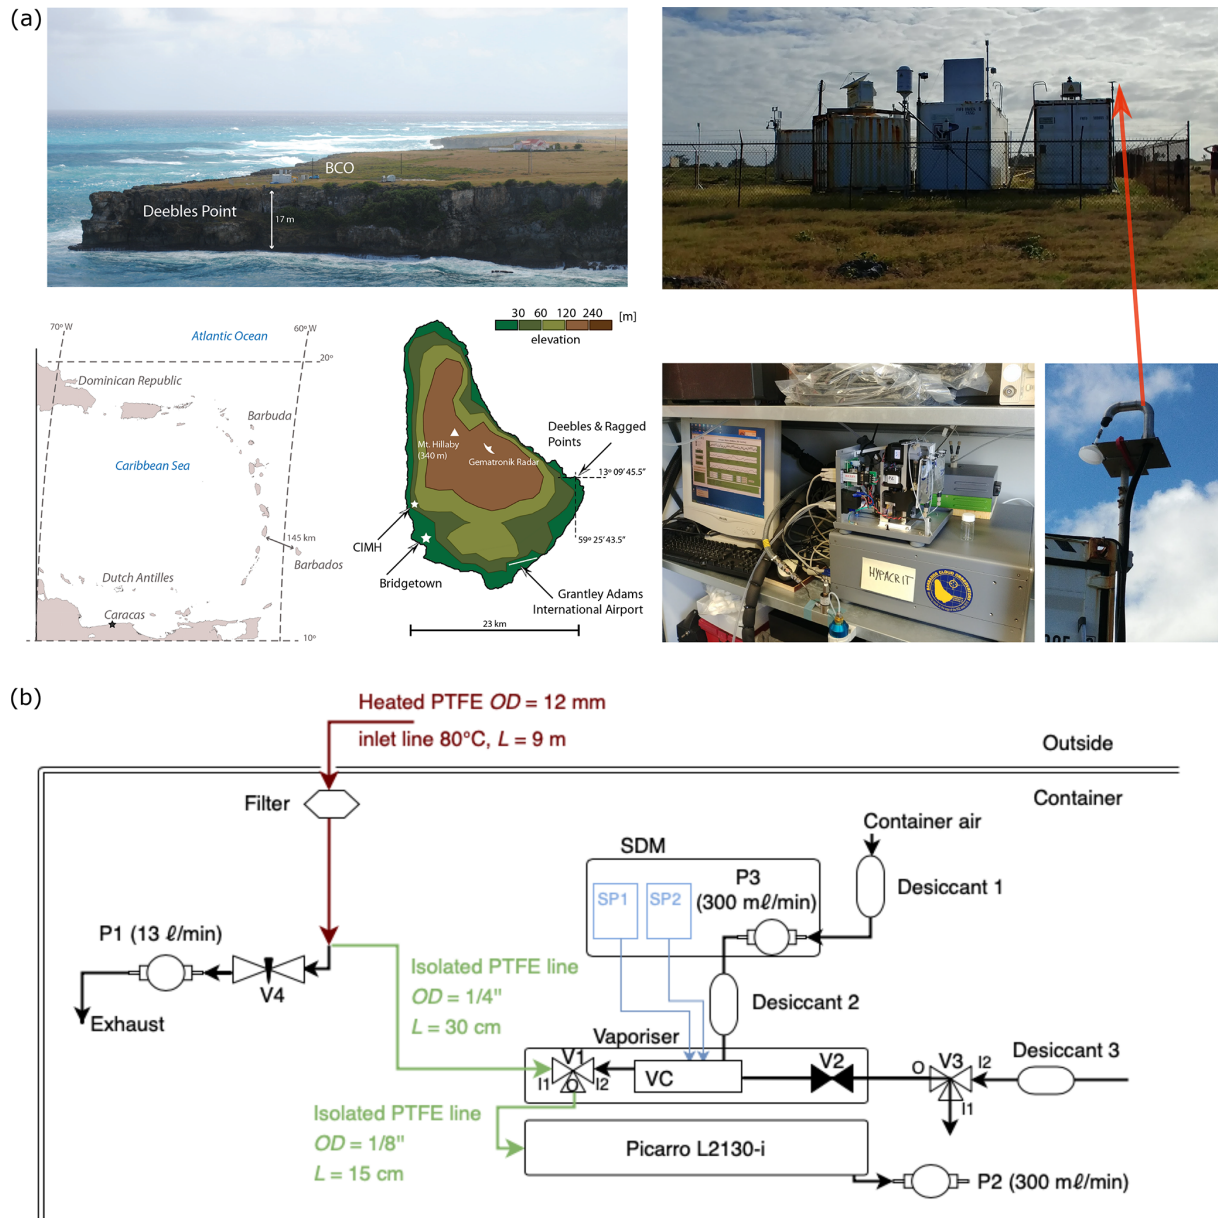 (a)
BCO
Deebles Point
17 m
70° W
60° W
Atlantic Ocean
20°
Dominican Republic
Barbuda
Caribbean Sea
145 km
Barbados
Dutch Antilles
Caracas
10°
30 60 120 240 [m]
elevation
Deebles & Ragged
Points
Mt. Hillaby
(340 m)
Gematronik Radar
13° 09' 45.5"
59° 25' 43.5"
CIMH
Bridgetown
Grantley Adams
International Airport
23 km
HYPACRIT
(b)
Heated PTFE OD = 12 mm
inlet line 80°C, L = 9 m
Outside
Container
Filter
Container air
SDM
Desiccant 1
P3
(300 mℓ/min)
SP1 SP2
P1 (13 ℓ/min)
V4
Exhaust
Isolated PTFE line
OD = 1/4"
L = 30 cm
Desiccant 2
Vaporiser
V1
I1 O I2
VC
V2
V3
O I2
I1
Desiccant 3
Isolated PTFE line
OD = 1/8"
L = 15 cm
Picarro L2130-i
P2 (300 mℓ/min)